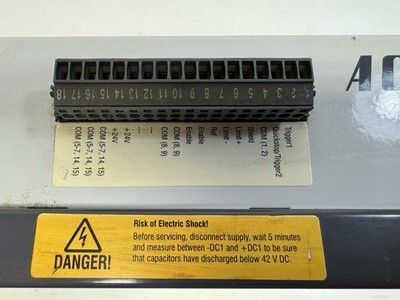 AC
18 17 16 15 14 13 12 11 10 9 8 7 6 5 4 3 2 1
COM (5-7, 14, 15)
COM (5-7, 14, 15)
COM (5-7, 14, 15)
+24V
+24V
COM (8, 9)
COM (8, 9)
Enable
Enable
Ref
Limit -
Limit +
Shield
COM (1, 2)
Quickstop/Trigger2
Trigger1
DANGER!
Risk of Electric Shock!
Before servicing, disconnect supply, wait 5 minutes
and measure between -DC1 and +DC1 to be sure
that capacitors have discharged below 42 V DC.